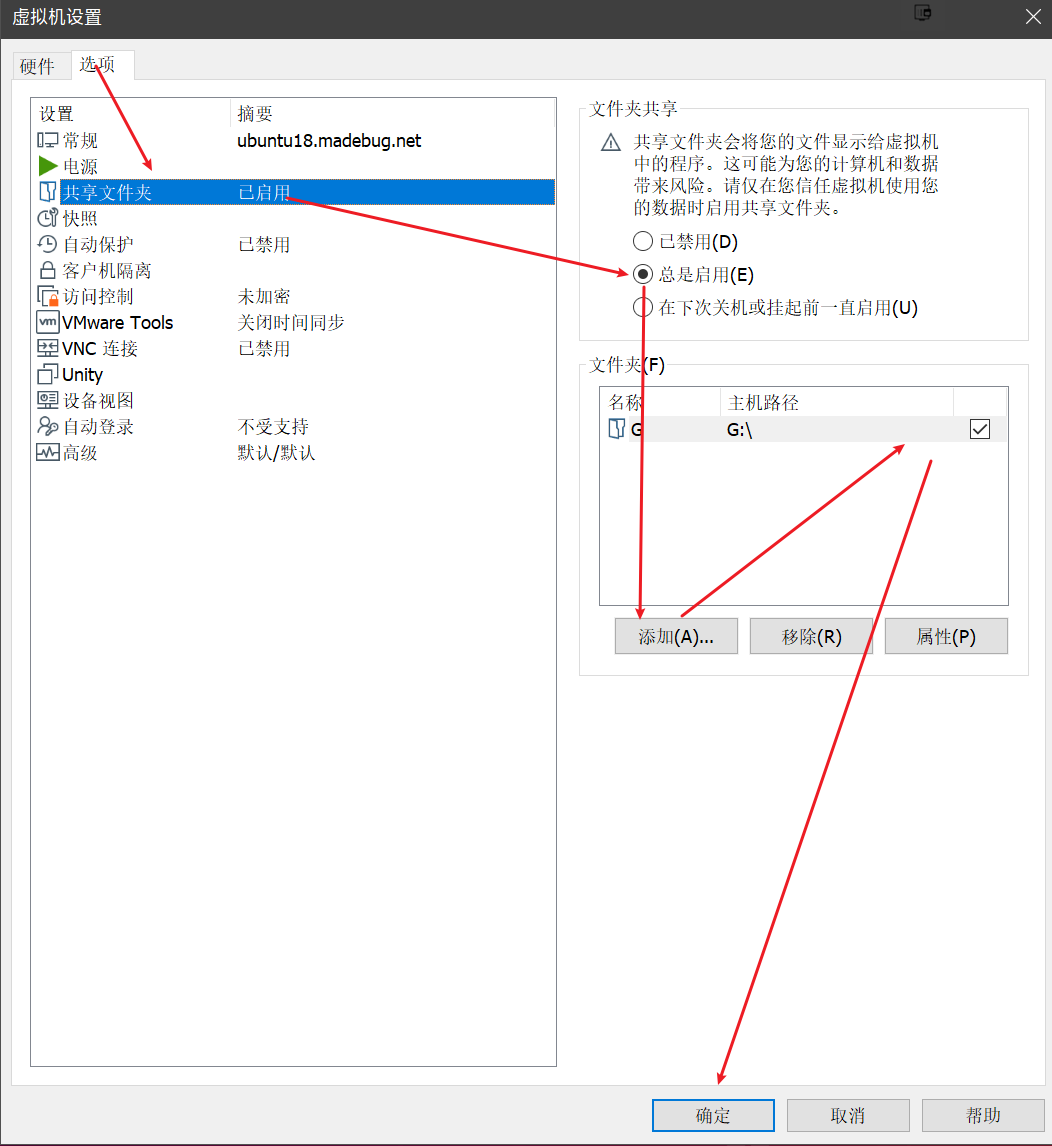 虚拟机设置
硬件 选项
设置 摘要
常规 ubuntu18.madebug.net
电源
共享文件夹 已启用
快照
自动保护 已禁用
客户机隔离
访问控制 未加密
vm VMware Tools 关闭时间同步
VNC 连接 已禁用
Unity
设备视图
自动登录 不受支持
高级 默认/默认
文件夹共享
共享文件夹会将您的文件显示给虚拟机
中的程序。这可能为您的计算机和数据
带来风险。请仅在您信任虚拟机使用您
的数据时启用共享文件夹。
已禁用(D)
总是启用(E)
在下次关机或挂起前一直启用(U)
文件夹(F)
名称 主机路径
G G:\
添加(A)... 移除(R) 属性(P)
确定 取消 帮助